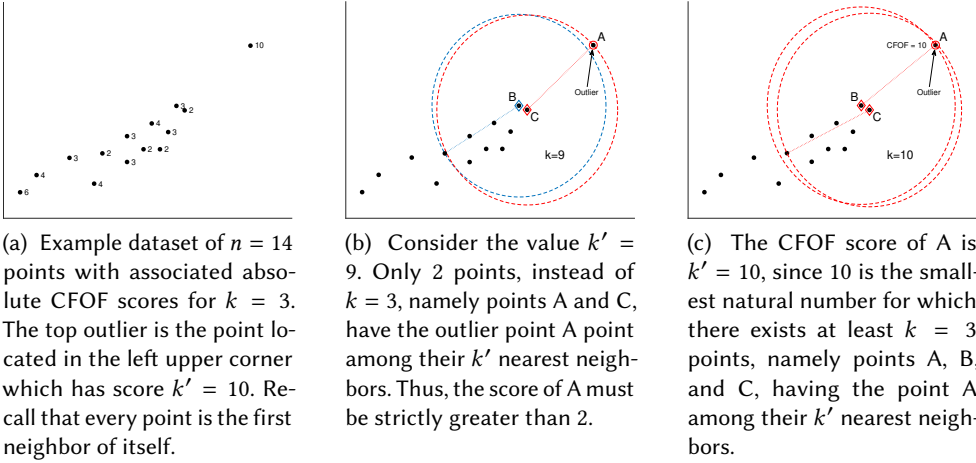 10
3
2
4
3
3
2
2
2
3
3
4
4
6
A
Outlier
B
C
k=9
A
CFOF = 10
Outlier
B
C
k=10
(a) Example dataset of n = 14
points with associated abso-
lute CFOF scores for k = 3.
The top outlier is the point lo-
cated in the left upper corner
which has score k′ = 10. Re-
call that every point is the first
neighbor of itself.
(b) Consider the value k′ =
9. Only 2 points, instead of
k = 3, namely points A and C,
have the outlier point A point
among their k′ nearest neigh-
bors. Thus, the score of A must
be strictly greater than 2.
(c) The CFOF score of A is
k′ = 10, since 10 is the small-
est natural number for which
there exists at least k = 3
points, namely points A, B,
and C, having the point A
among their k′ nearest neigh-
bors.